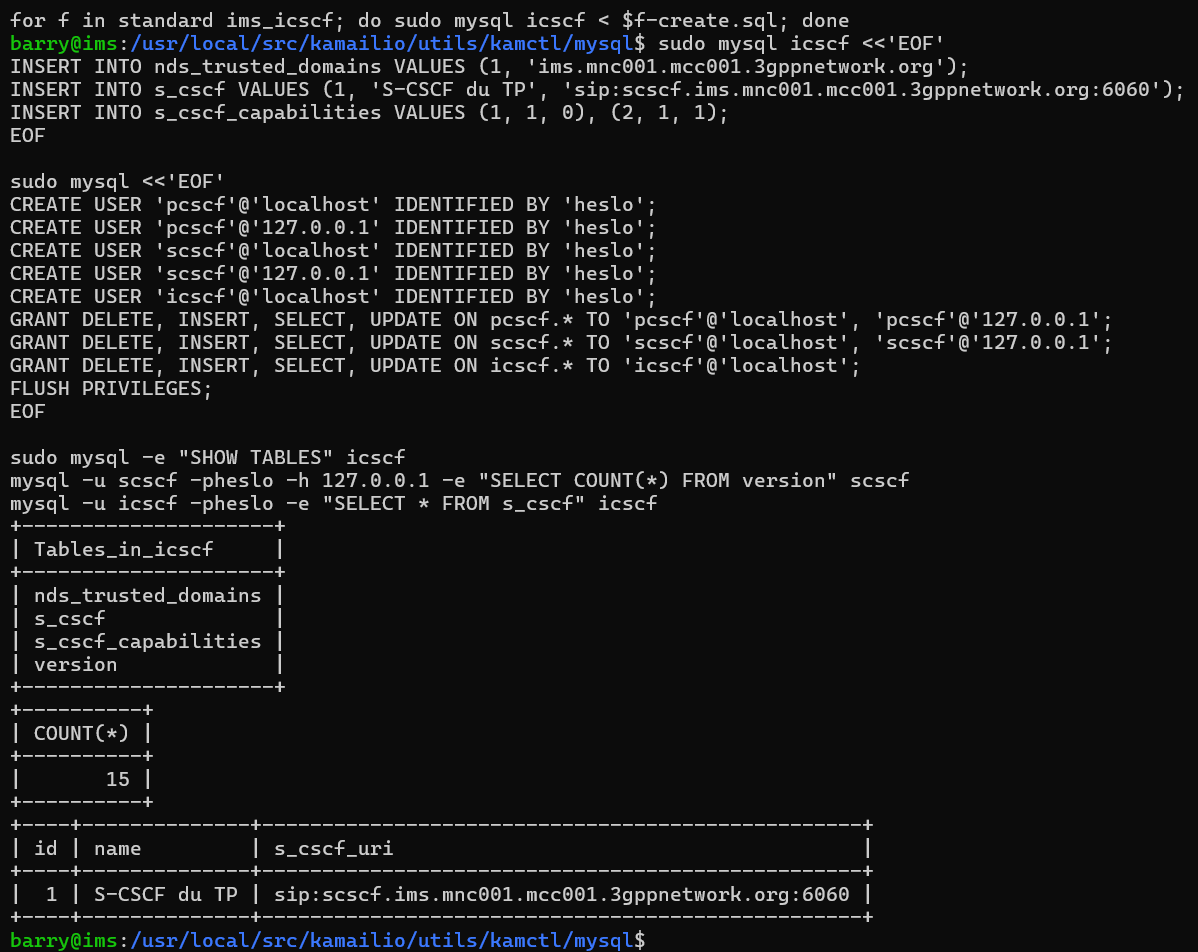 for f in standard ims_icscf; do sudo mysql icscf < $f-create.sql; done
barry@ims:/usr/local/src/kamailio/utils/kamctl/mysql$ sudo mysql icscf <<'EOF'
INSERT INTO nds_trusted_domains VALUES (1, 'ims.mnc001.mcc001.3gppnetwork.org');
INSERT INTO s_cscf VALUES (1, 'S-CSCF du TP', 'sip:scscf.ims.mnc001.mcc001.3gppnetwork.org:6060');
INSERT INTO s_cscf_capabilities VALUES (1, 1, 0), (2, 1, 1);
EOF

sudo mysql <<'EOF'
CREATE USER 'pcscf'@'localhost' IDENTIFIED BY 'heslo';
CREATE USER 'pcscf'@'127.0.0.1' IDENTIFIED BY 'heslo';
CREATE USER 'scscf'@'localhost' IDENTIFIED BY 'heslo';
CREATE USER 'scscf'@'127.0.0.1' IDENTIFIED BY 'heslo';
CREATE USER 'icscf'@'localhost' IDENTIFIED BY 'heslo';
GRANT DELETE, INSERT, SELECT, UPDATE ON pcscf.* TO 'pcscf'@'localhost', 'pcscf'@'127.0.0.1';
GRANT DELETE, INSERT, SELECT, UPDATE ON scscf.* TO 'scscf'@'localhost', 'scscf'@'127.0.0.1';
GRANT DELETE, INSERT, SELECT, UPDATE ON icscf.* TO 'icscf'@'localhost';
FLUSH PRIVILEGES;
EOF

sudo mysql -e "SHOW TABLES" icscf
mysql -u scscf -pheslo -h 127.0.0.1 -e "SELECT COUNT(*) FROM version" scscf
mysql -u icscf -pheslo -e "SELECT * FROM s_cscf" icscf
+---------------------+
| Tables_in_icscf     |
+---------------------+
| nds_trusted_domains |
| s_cscf              |
| s_cscf_capabilities |
| version             |
+---------------------+
+----------+
| COUNT(*) |
+----------+
|       15 |
+----------+
+----+--------------+--------------------------------------------------+
| id | name         | s_cscf_uri                                       |
+----+--------------+--------------------------------------------------+
|  1 | S-CSCF du TP | sip:scscf.ims.mnc001.mcc001.3gppnetwork.org:6060 |
+----+--------------+--------------------------------------------------+
barry@ims:/usr/local/src/kamailio/utils/kamctl/mysql$